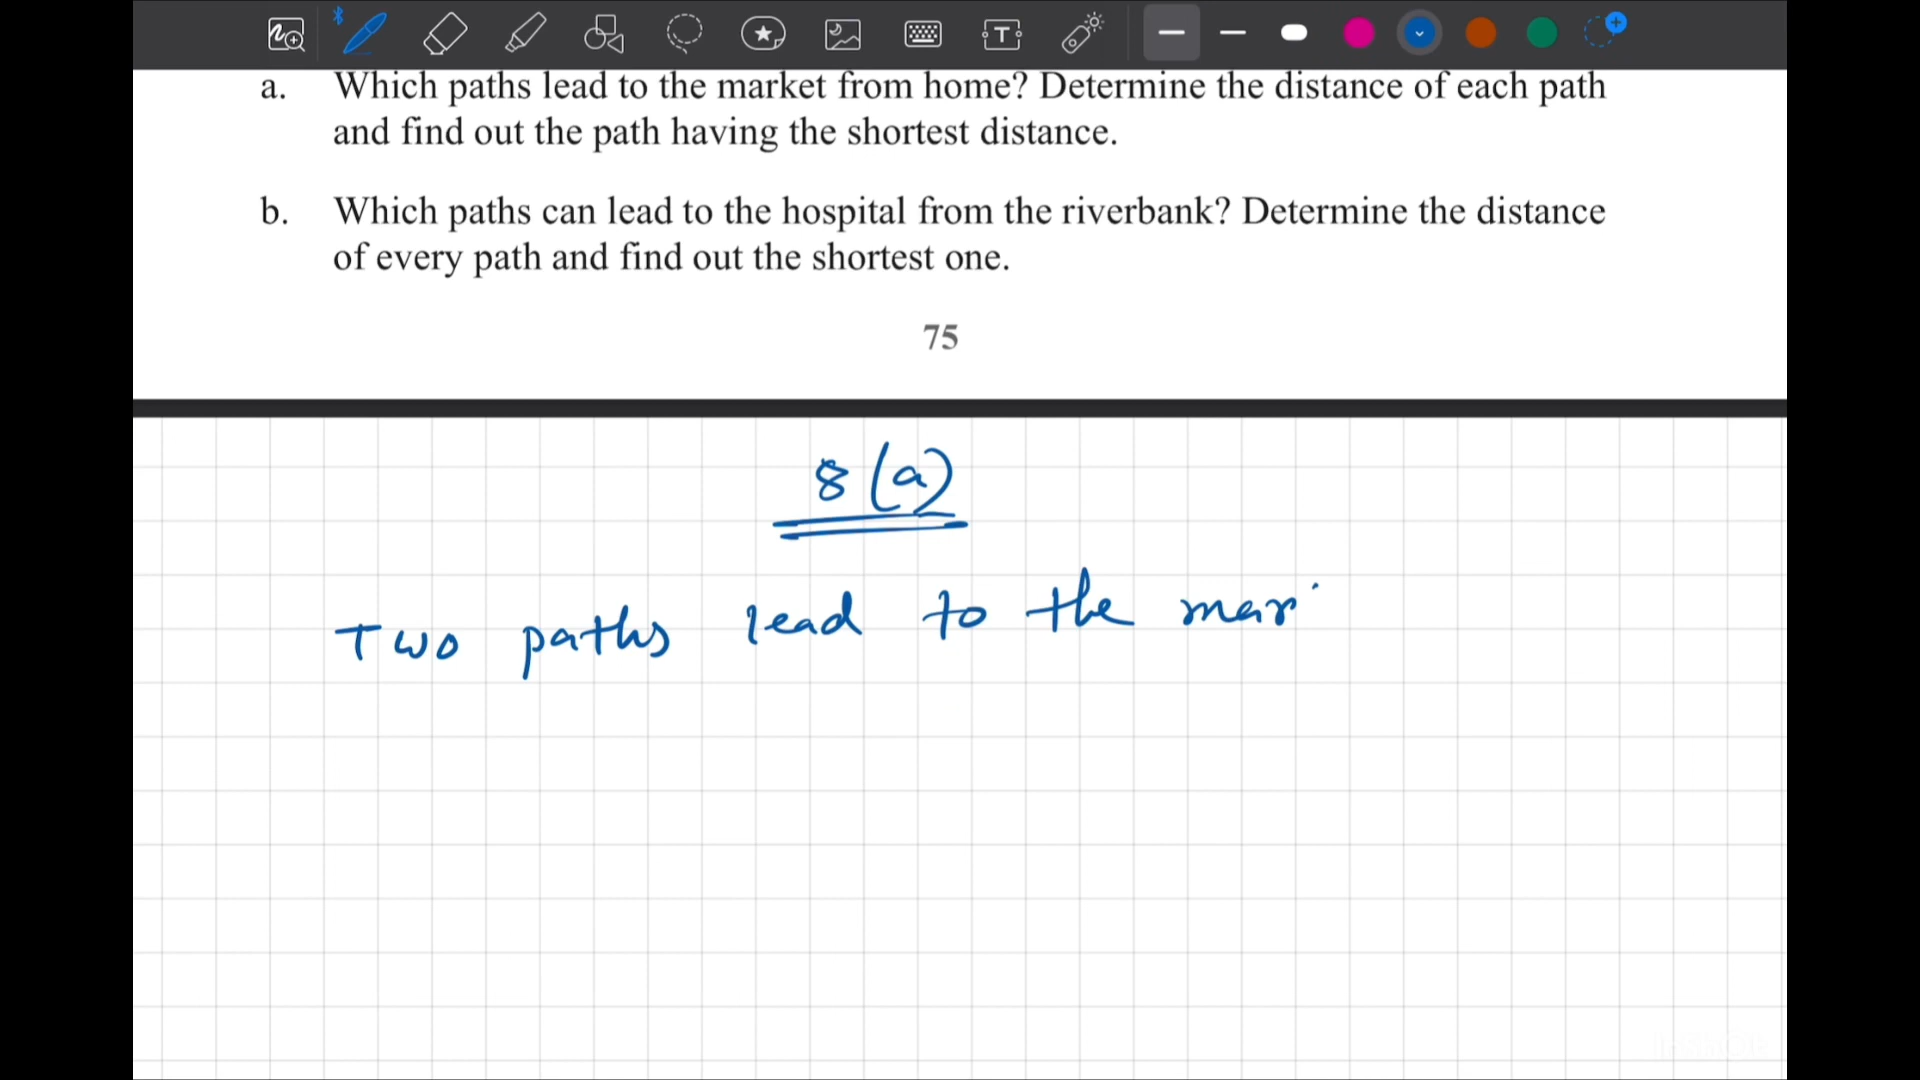 a. Which paths lead to the market from home? Determine the distance of each path
and find out the path having the shortest distance.
b. Which paths can lead to the hospital from the riverbank? Determine the distance
of every path and find out the shortest one.
75
8 (a)
Two paths lead to the mar